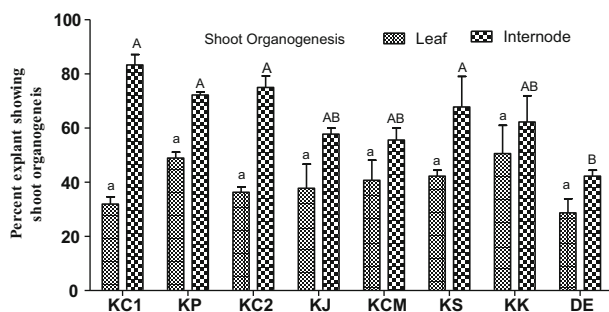 Percent explant showing
shoot organogeneis
100
80
60
40
20
0
Shoot Organogenesis Leaf Internode
a A
a A
a A
a AB
a AB
a A
a AB
a B
KC1 KP KC2 KJ KCM KS KK DE